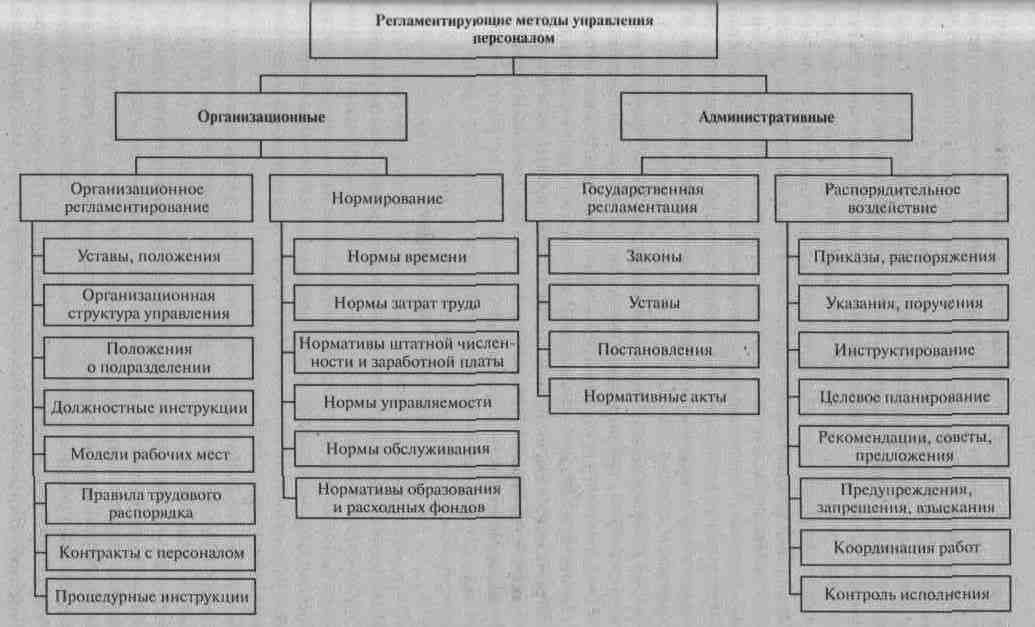 Регламентирующие методы управления
персоналом
Организационные
Административные
Организационное
регламентирование
Нормирование
Государственная
регламентация
Распорядительное
воздействие
Уставы, положения
Организационная
структура управления
Положения
о подразделении
Должностные инструкции
Модели рабочих мест
Правила трудового
распорядка
Контракты с персоналом
Процедурные инструкции
Нормы времени
Нормы затрат труда
Нормативы штатной числен-
ности и заработной платы
Нормы управляемости
Нормы обслуживания
Нормативы образования
и расходных фондов
Законы
Уставы
Постановления
Нормативные акты
Приказы, распоряжения
Указания, поручения
Инструктирование
Целевое планирование
Рекомендации, советы,
предложения
Предупреждения,
запрещения, взыскания
Координация работ
Контроль исполнения